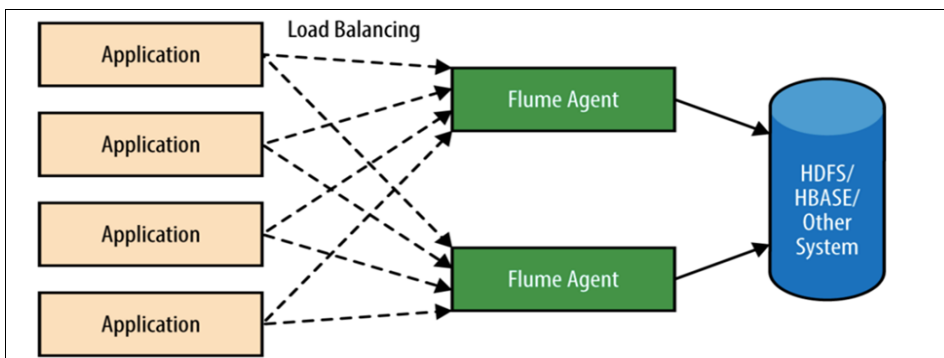 Load Balancing
Application
Application
Application
Application
Flume Agent
Flume Agent
HDFS/
HBASE/
Other
System